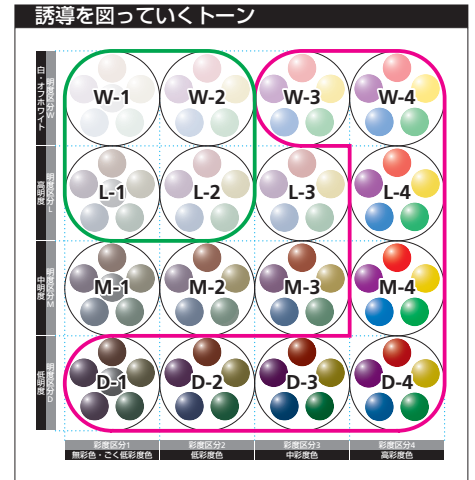 誘導を図っていくトーン
白・オフホワイト
明度区分W
W-1
W-2
W-3
W-4
高明度
明度区分L
L-1
L-2
L-3
L-4
中明度
明度区分M
M-1
M-2
M-3
M-4
低明度
明度区分D
D-1
D-2
D-3
D-4
彩度区分1
彩度区分2
彩度区分3
彩度区分4
無彩色・ごく低彩度色
低彩度色
中彩度色
高彩度色